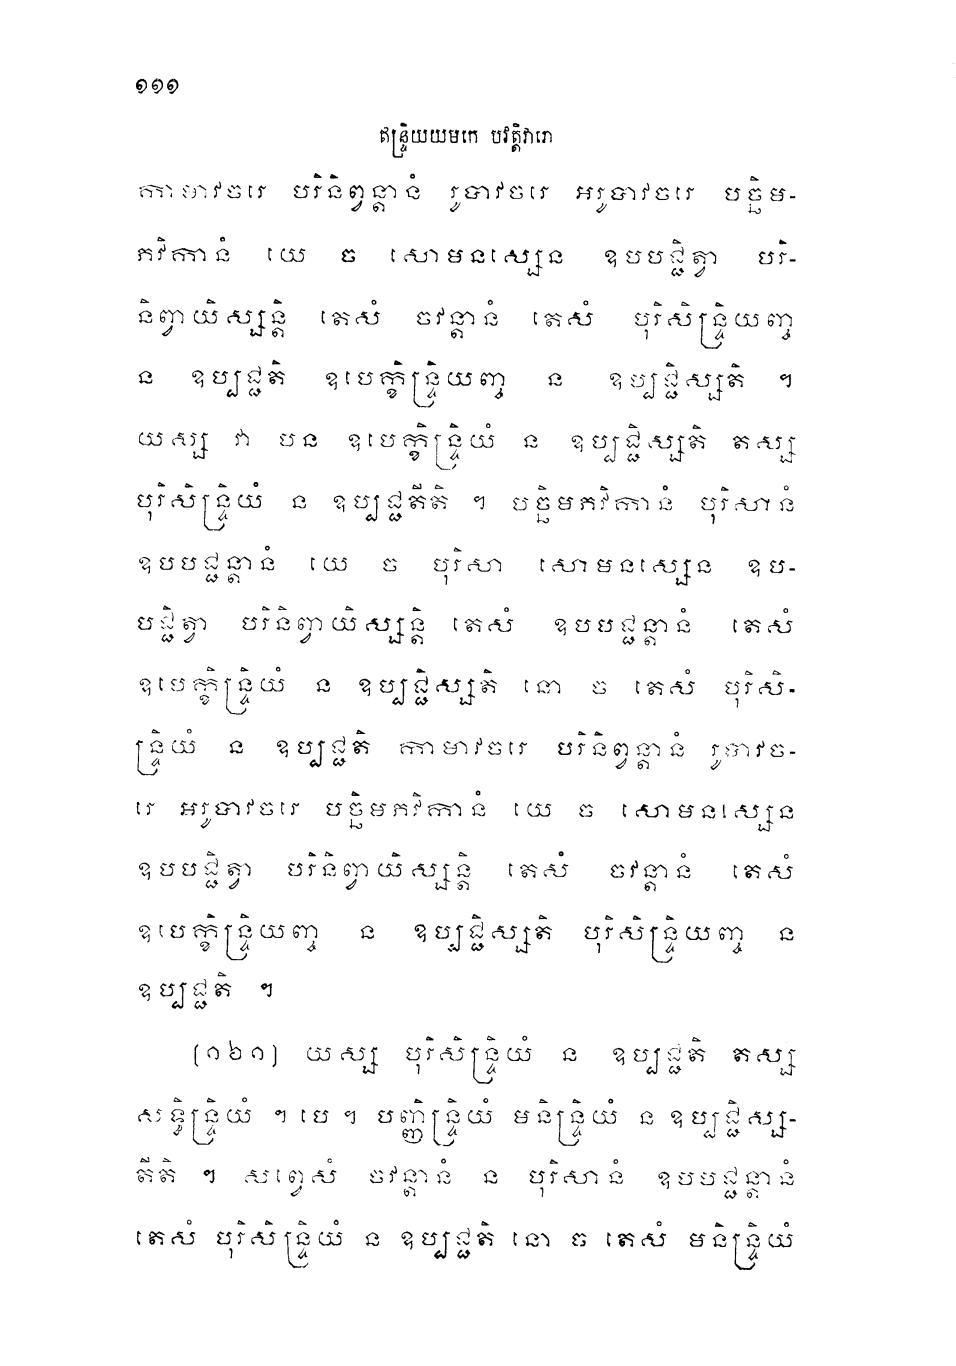 ១១១
ឥន្ទ្រិយយមកេ បវត្តិវារោ
កាមាវចរេ បរិនិព្វន្តានំ រូបាវចរេ អរូបាវចរេ បច្ឆិម-
ភវិកានំ យេ ច សោមនស្សេន ឧបបជ្ជិត្វា បរិ-
និព្វាយិស្សន្តិ តេសំ ចវន្តានំ តេសំ បុរិសិន្ទ្រិយញ្ច
ន ឧប្បជ្ជតិ ឧបេក្ខិន្ទ្រិយញ្ច ន ឧប្បជ្ជិស្សតិ ។
យស្ស វា បន ឧបេក្ខិន្ទ្រិយំ ន ឧប្បជ្ជិស្សតិ តស្ស
បុរិសិន្ទ្រិយំ ន ឧប្បជ្ជតីតិ ។ បច្ឆិមភវិកានំ បុរិសានំ
ឧបបជ្ជន្តានំ យេ ច បុរិសា សោមនស្សេន ឧប-
បជ្ជិត្វា បរិនិព្វាយិស្សន្តិ តេសំ ឧបបជ្ជន្តានំ តេសំ
ឧបេក្ខិន្ទ្រិយំ ន ឧប្បជ្ជិស្សតិ នោ ច តេសំ បុរិសិ-
ន្ទ្រិយំ ន ឧប្បជ្ជតិ កាមាវចរេ បរិនិព្វន្តានំ រូបាវច-
រេ អរូបាវចរេ បច្ឆិមភវិកានំ យេ ច សោមនស្សេន
ឧបបជ្ជិត្វា បរិនិព្វាយិស្សន្តិ តេសំ ចវន្តានំ តេសំ
ឧបេក្ខិន្ទ្រិយញ្ច ន ឧប្បជ្ជិស្សតិ បុរិសិន្ទ្រិយញ្ច ន
ឧប្បជ្ជតិ ។
[១៦១] យស្ស បុរិសិន្ទ្រិយំ ន ឧប្បជ្ជតិ តស្ស
សទ្ធិន្ទ្រិយំ ។ បេ ។ បញ្ញិន្ទ្រិយំ មនិន្ទ្រិយំ ន ឧប្បជ្ជិស្ស-
តីតិ ។ សព្វេសំ ចវន្តានំ ន បុរិសានំ ឧបបជ្ជន្តានំ
តេសំ បុរិសិន្ទ្រិយំ ន ឧប្បជ្ជតិ នោ ច តេសំ មនិន្ទ្រិយំ